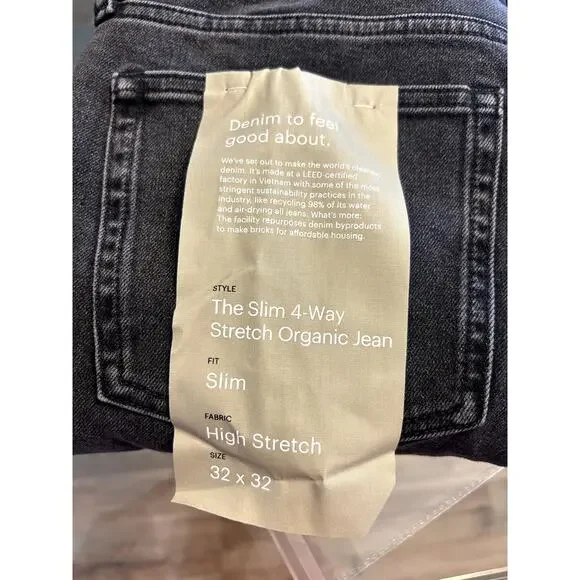 Denim to feel
good about.
We've set out to make the world's cleanest
denim. It's made at a LEED-certified
factory in Vietnam with some of the most
stringent sustainability practices in the
industry, like recycling 98% of its water
and air-drying all jeans. What's more:
The facility repurposes denim byproducts
to make bricks for affordable housing.
STYLE
The Slim 4-Way
Stretch Organic Jean
FIT
Slim
FABRIC
High Stretch
SIZE
32 x 32